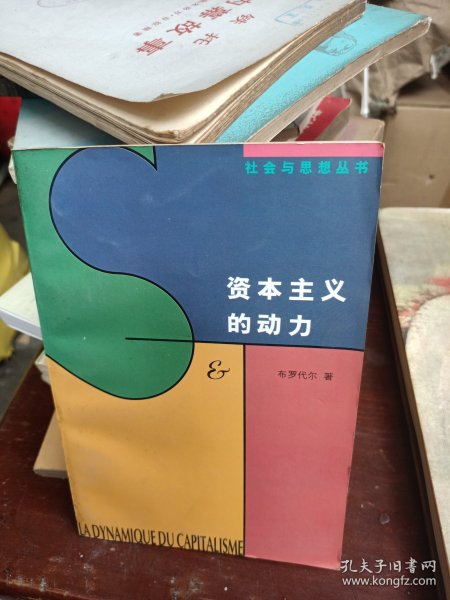 社会与思想丛书
资本主义
的动力
&
布罗代尔 著
LA DYNAMIQUE DU CAPITALISME
孔夫子旧书网
www.kongfz.com